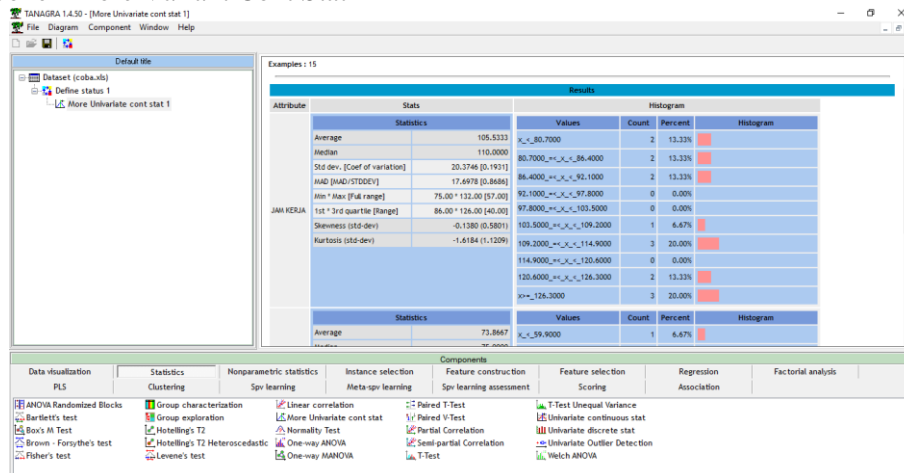 TANAGRA 1.4.50 - [More Univariate cont stat 1]
File Diagram Component Window Help
Default title
Dataset (coba.xls)
Define status 1
More Univariate cont stat 1
Examples : 15
Results
Attribute Stats Histogram
JAM KERJA
Statistics
Average 105.5333
Median 110.0000
Std dev. [Coef of variation] 20.3746 [0.1931]
MAD [MAD/STDDEV] 17.6978 [0.8686]
Min * Max [Full range] 75.00 * 132.00 [57.00]
1st * 3rd quartile [Range] 86.00 * 126.00 [40.00]
Skewness (std-dev) -0.1380 (0.5801)
Kurtosis (std-dev) -1.6184 (1.1209)
Values Count Percent Histogram
x_<_80.7000 2 13.33%
80.7000_=<_x_<_86.4000 2 13.33%
86.4000_=<_x_<_92.1000 2 13.33%
92.1000_=<_x_<_97.8000 0 0.00%
97.8000_=<_x_<_103.5000 0 0.00%
103.5000_=<_x_<_109.2000 1 6.67%
109.2000_=<_x_<_114.9000 3 20.00%
114.9000_=<_x_<_120.6000 0 0.00%
120.6000_=<_x_<_126.3000 2 13.33%
x>=_126.3000 3 20.00%
Statistics
Average 73.8667
Values Count Percent Histogram
x_<_59.9000 1 6.67%
Components
Data visualization Statistics Nonparametric statistics Instance selection Feature construction Feature selection Regression Factorial analysis
PLS Clustering Spv learning Meta-spv learning Spv learning assessment Scoring Association
ANOVA Randomized Blocks Group characterization Linear correlation Paired T-Test T-Test Unequal Variance
Bartlett's test Group exploration More Univariate cont stat Paired V-Test Univariate continuous stat
Box's M Test Hotelling's T2 Normality Test Partial Correlation Univariate discrete stat
Brown - Forsythe's test Hotelling's T2 Heteroscedastic One-way ANOVA Semi-partial Correlation Univariate Outlier Detection
Fisher's test Levene's test One-way MANOVA T-Test Welch ANOVA